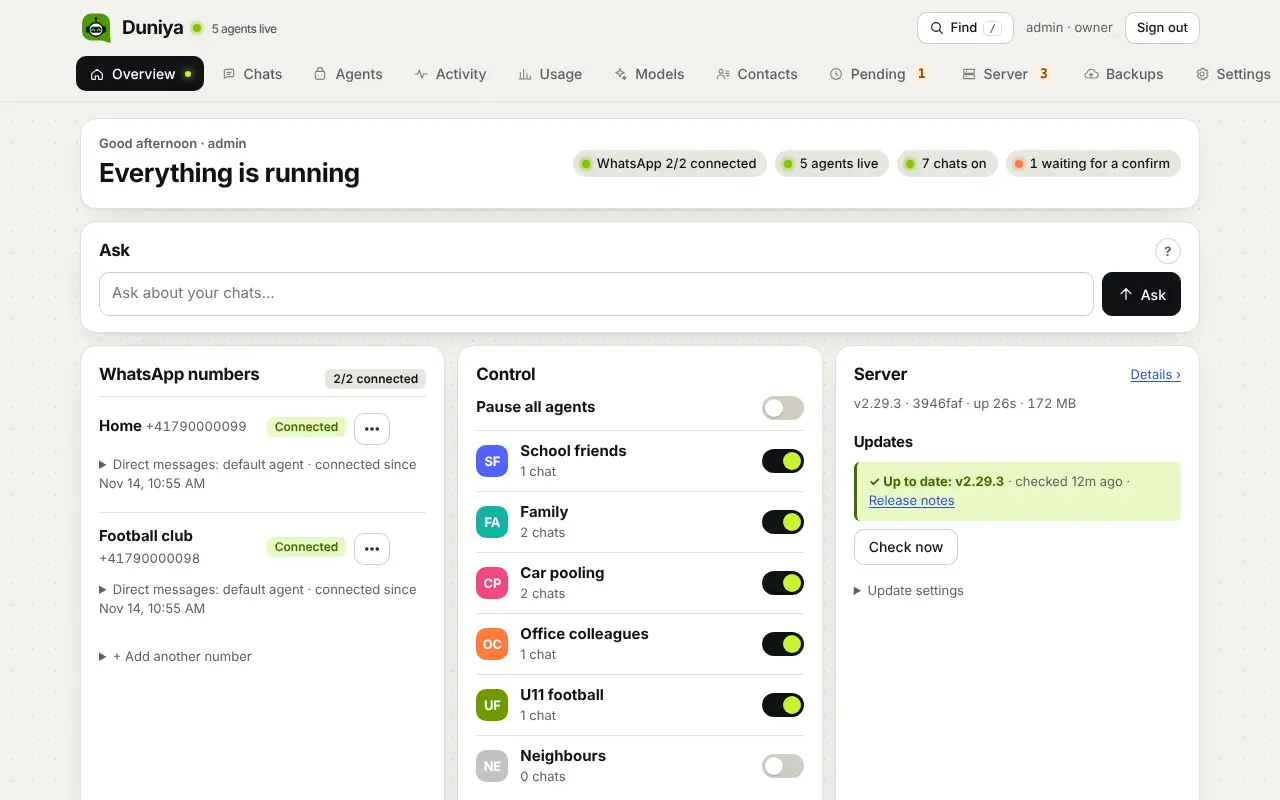 Duniya 5 agents live
Find / admin · owner Sign out
Overview Chats Agents Activity Usage Models Contacts Pending 1 Server 3 Backups Settings
Good afternoon · admin
Everything is running
WhatsApp 2/2 connected 5 agents live 7 chats on 1 waiting for a confirm
Ask ?
Ask about your chats...
Ask
WhatsApp numbers 2/2 connected
Home +41790000099 Connected
Direct messages: default agent · connected since
Nov 14, 10:55 AM
Football club
+41790000098 Connected
Direct messages: default agent · connected since
Nov 14, 10:55 AM
+ Add another number
Control
Pause all agents
SF School friends
1 chat
FA Family
2 chats
CP Car pooling
2 chats
OC Office colleagues
1 chat
UF U11 football
1 chat
NE Neighbours
0 chats
Server Details ›
v2.29.3 · 3946faf · up 26s · 172 MB
Updates
✓ Up to date: v2.29.3 · checked 12m ago ·
Release notes
Check now
Update settings